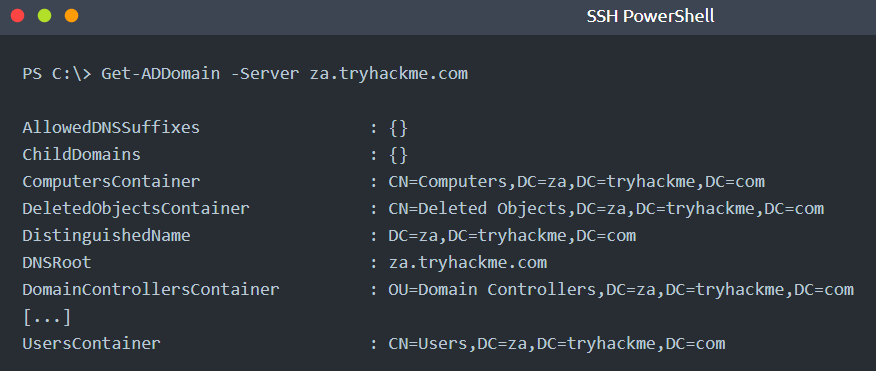 SSH PowerShell
PS C:\> Get-ADDomain -Server za.tryhackme.com
AllowedDNSSuffixes : {}
ChildDomains : {}
ComputersContainer : CN=Computers,DC=za,DC=tryhackme,DC=com
DeletedObjectsContainer : CN=Deleted Objects,DC=za,DC=tryhackme,DC=com
DistinguishedName : DC=za,DC=tryhackme,DC=com
DNSRoot : za.tryhackme.com
DomainControllersContainer : OU=Domain Controllers,DC=za,DC=tryhackme,DC=com
[...]
UsersContainer : CN=Users,DC=za,DC=tryhackme,DC=com